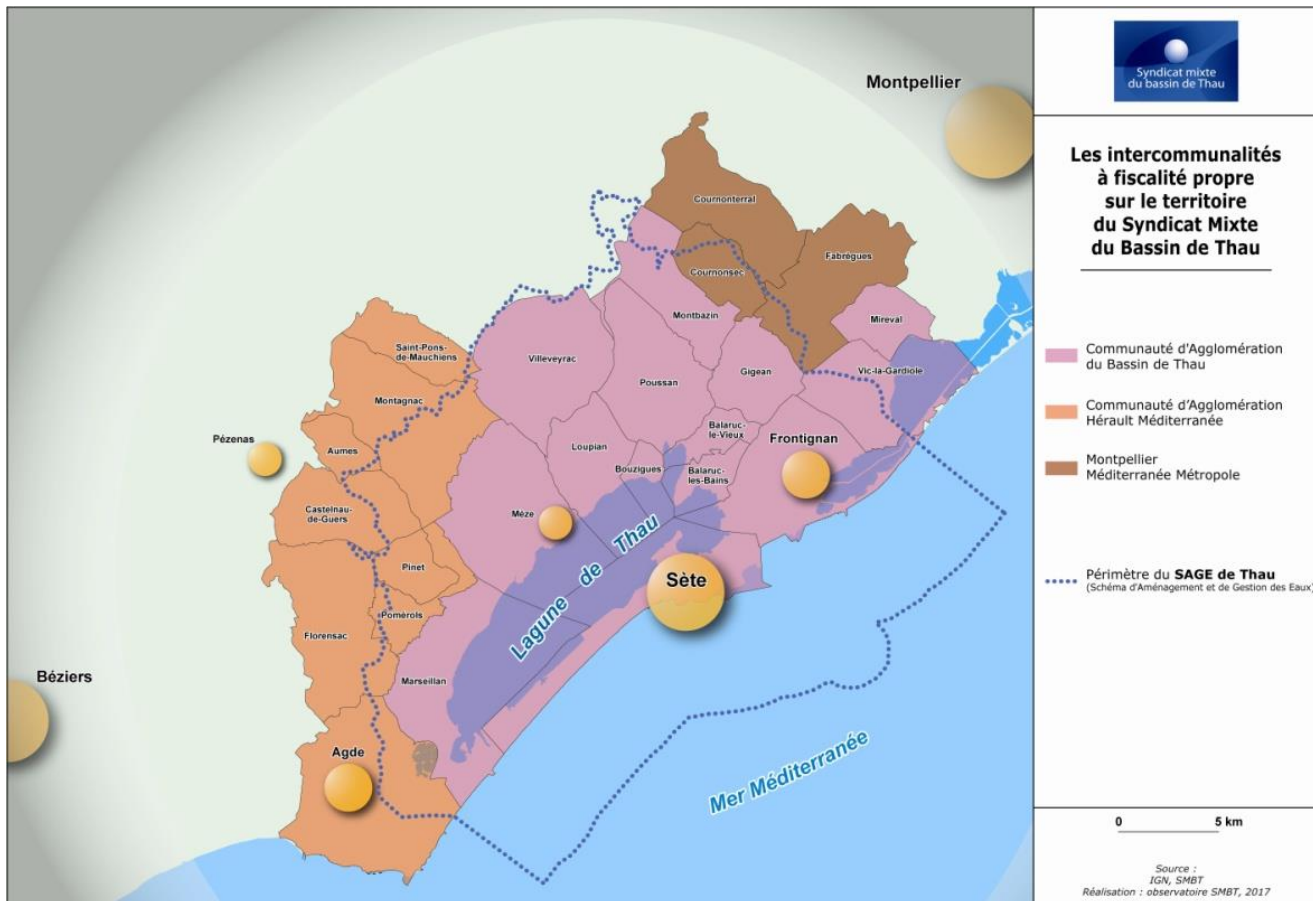 Syndicat mixte
du bassin de Thau
Les intercommunalités
à fiscalité propre
sur le territoire
du Syndicat Mixte
du Bassin de Thau
Communauté d'Agglomération
du Bassin de Thau
Communauté d'Agglomération
Hérault Méditerranée
Montpellier
Méditerranée Métropole
Périmètre du SAGE de Thau
(Schéma d'Aménagement et de Gestion des Eaux)
0 5 km
Source :
IGN, SMBT
Réalisation : observatoire SMBT, 2017
Montpellier
Cournonterral
Fabrègues
Cournonsec
Mireval
Montbazin
Saint-Pons-
de-Mauchiens
Villeveyrac
Gigean
Vic-la-Gardiole
Poussan
Montagnac
Balaruc-
le-Vieux
Frontignan
Pézenas
Aumes
Loupian
Bouzigues
Balaruc-
les-Bains
Castelnau-
de-Guers
Mèze
Pinet
Lagune de Thau
Sète
Pomérols
Florensac
Marseillan
Béziers
Agde
Mer Méditerranée